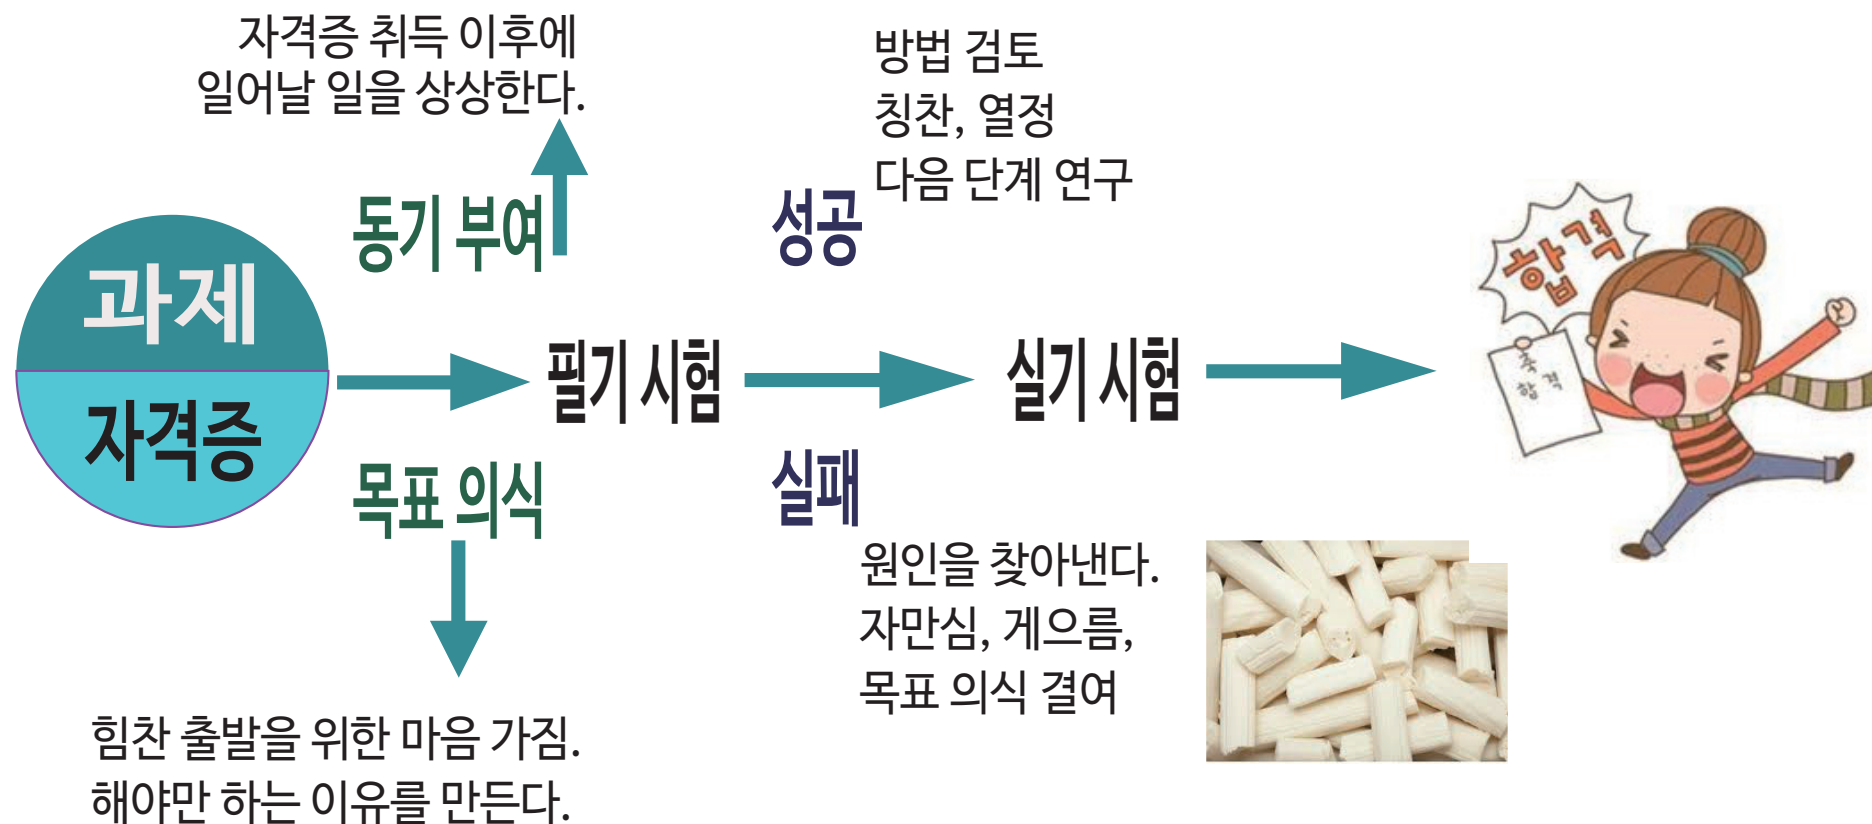 자격증 취득 이후에
일어날 일을 상상한다.
동기 부여
과제
자격증
목표 의식
힘찬 출발을 위한 마음 가짐.
해야만 하는 이유를 만든다.
필기 시험
방법 검토
칭찬, 열정
다음 단계 연구
성공
실패
원인을 찾아낸다.
자만심, 게으름,
목표 의식 결여
실기 시험
합격